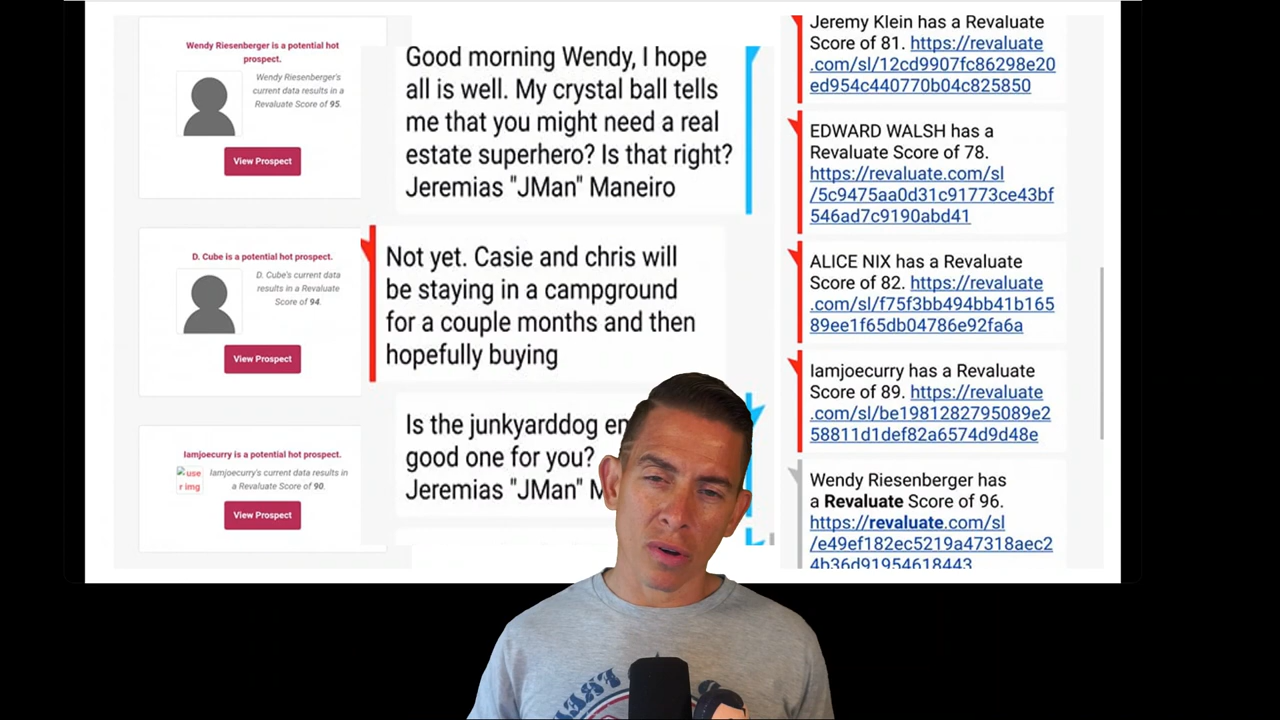 Wendy Riesenberger is a potential hot
prospect.
Wendy Riesenberger's
current data results in a
Revaluate Score of 95.
View Prospect
D. Cube is a potential hot prospect.
D. Cube's current data
results in a Revaluate
Score of 94.
View Prospect
Iamjoecurry is a potential hot prospect.
use
r img
Iamjoecurry's current data results in
a Revaluate Score of 90.
View Prospect
Good morning Wendy, I hope
all is well. My crystal ball tells
me that you might need a real
estate superhero? Is that right?
Jeremias "JMan" Maneiro
Not yet. Casie and chris will
be staying in a campground
for a couple months and then
hopefully buying
Is the junkyarddog
good one for you?
Jeremias "JMan"
Jeremy Klein has a Revaluate
Score of 81. https://revaluate
.com/sl/12cd9907fc86298e20
ed954c440770b04c825850
EDWARD WALSH has a
Revaluate Score of 78.
https://revaluate.com/sl
/5c9475aa0d31c91773ce43bf
546ad7c9190abd41
ALICE NIX has a Revaluate
Score of 82. https://revaluate
.com/sl/f75f3bb494bb41b165
89ee1f65db04786e92fa6a
Iamjoecurry has a Revaluate
Score of 89. https://revaluate
.com/sl/be1981282795089e2
58811d1def82a6574d9d48e
Wendy Riesenberger has
a Revaluate Score of 96.
https://revaluate.com/sl
/e49ef182ec5219a47318aec2
4b36d91954618443